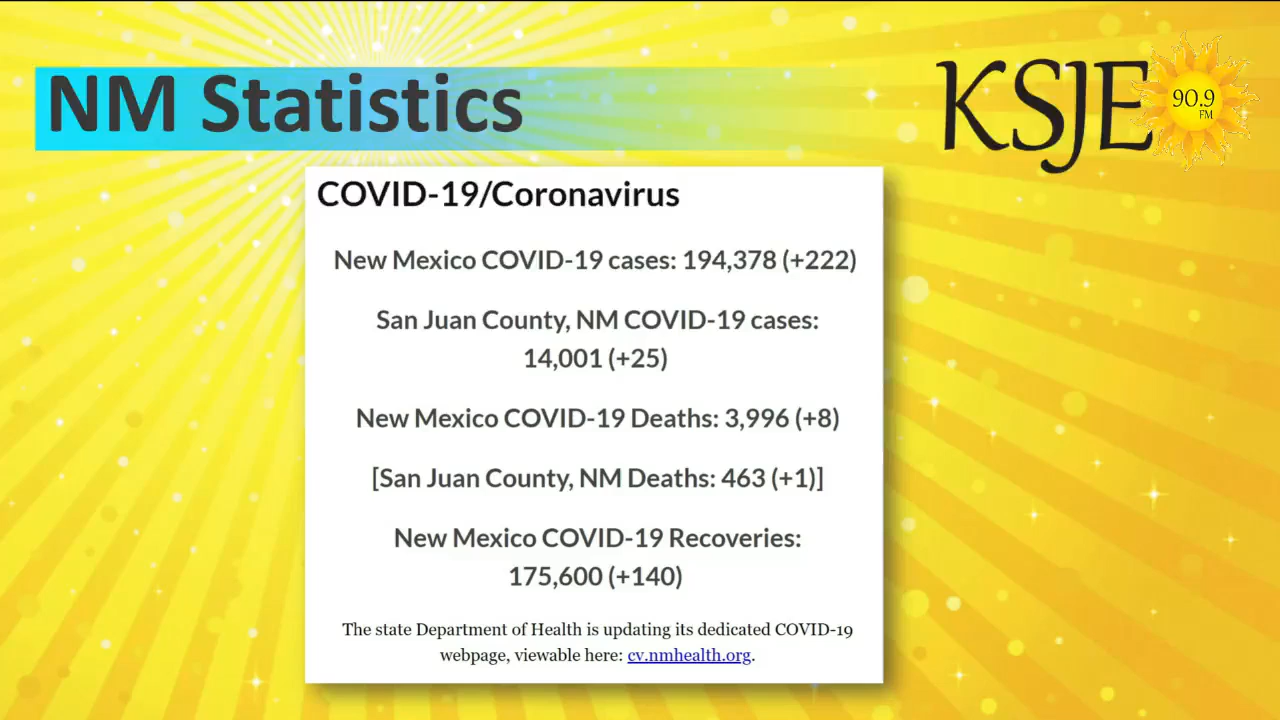 NM Statistics
KSJE
90.9
FM
COVID-19/Coronavirus
New Mexico COVID-19 cases: 194,378 (+222)
San Juan County, NM COVID-19 cases:
14,001 (+25)
New Mexico COVID-19 Deaths: 3,996 (+8)
[San Juan County, NM Deaths: 463 (+1)]
New Mexico COVID-19 Recoveries:
175,600 (+140)
The state Department of Health is updating its dedicated COVID-19
webpage, viewable here: cv.nmhealth.org.